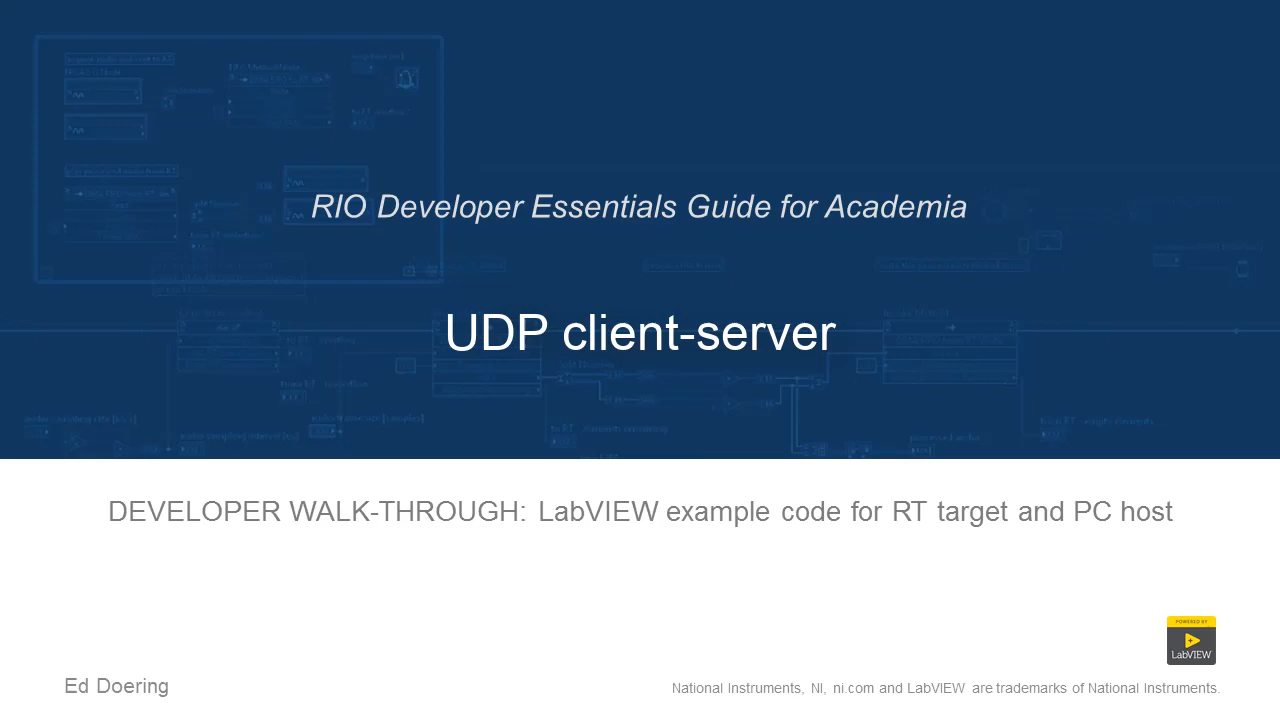 RIO Developer Essentials Guide for Academia
UDP client-server
DEVELOPER WALK-THROUGH: LabVIEW example code for RT target and PC host
POWERED BY
LabVIEW
Ed Doering
National Instruments, NI, ni.com and LabVIEW are trademarks of National Instruments.